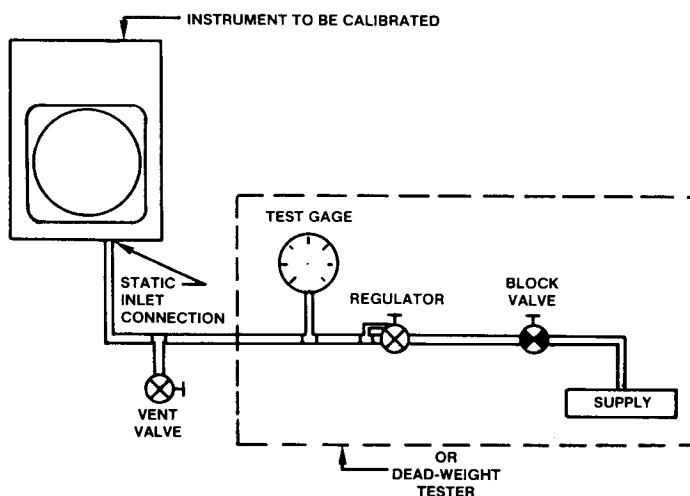 INSTRUMENT TO BE CALIBRATED
TEST GAGE
STATIC
INLET
CONNECTION
REGULATOR
BLOCK
VALVE
VENT
VALVE
SUPPLY
OR
DEAD-WEIGHT
TESTER